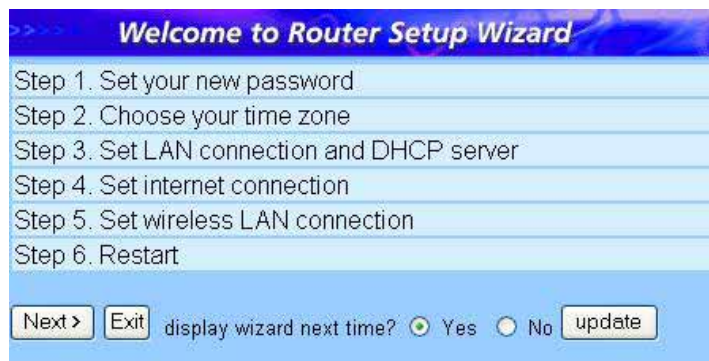 Welcome to Router Setup Wizard
Step 1. Set your new password
Step 2. Choose your time zone
Step 3. Set LAN connection and DHCP server
Step 4. Set internet connection
Step 5. Set wireless LAN connection
Step 6. Restart
Next > Exit display wizard next time? Yes No update